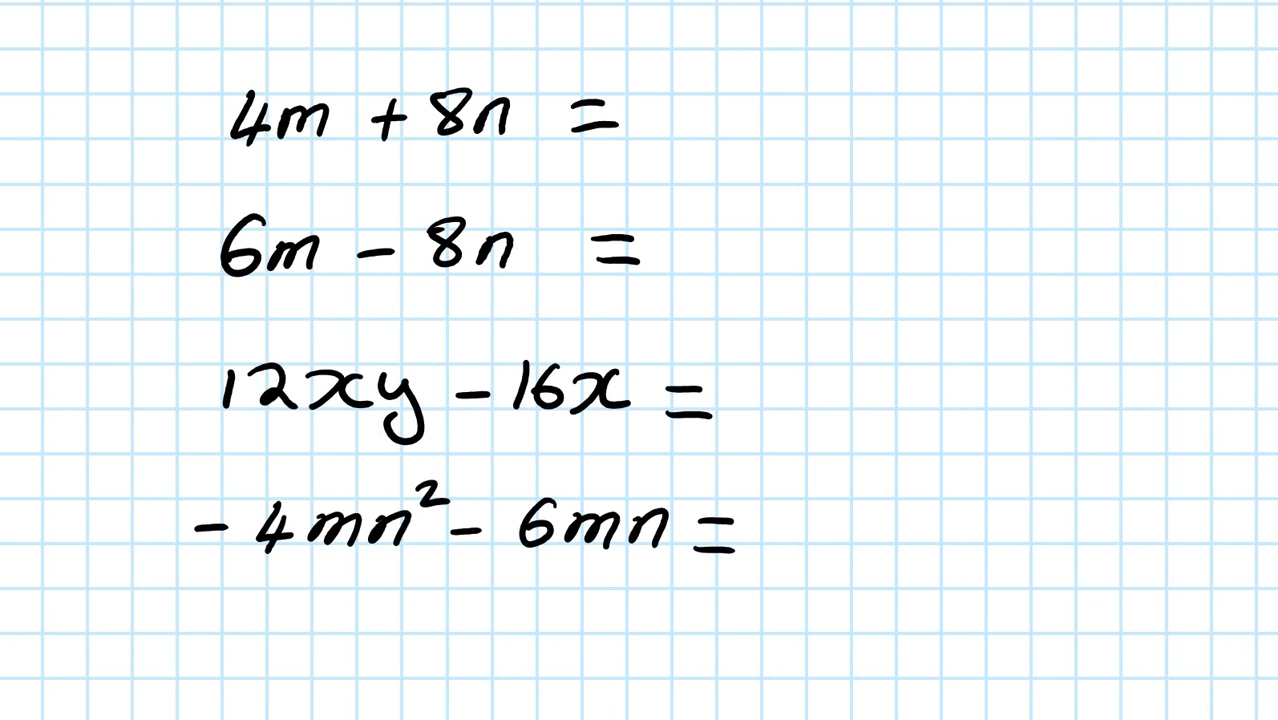 4m + 8n =
6m - 8n =
12xy - 16x =
- 4mn² - 6mn =